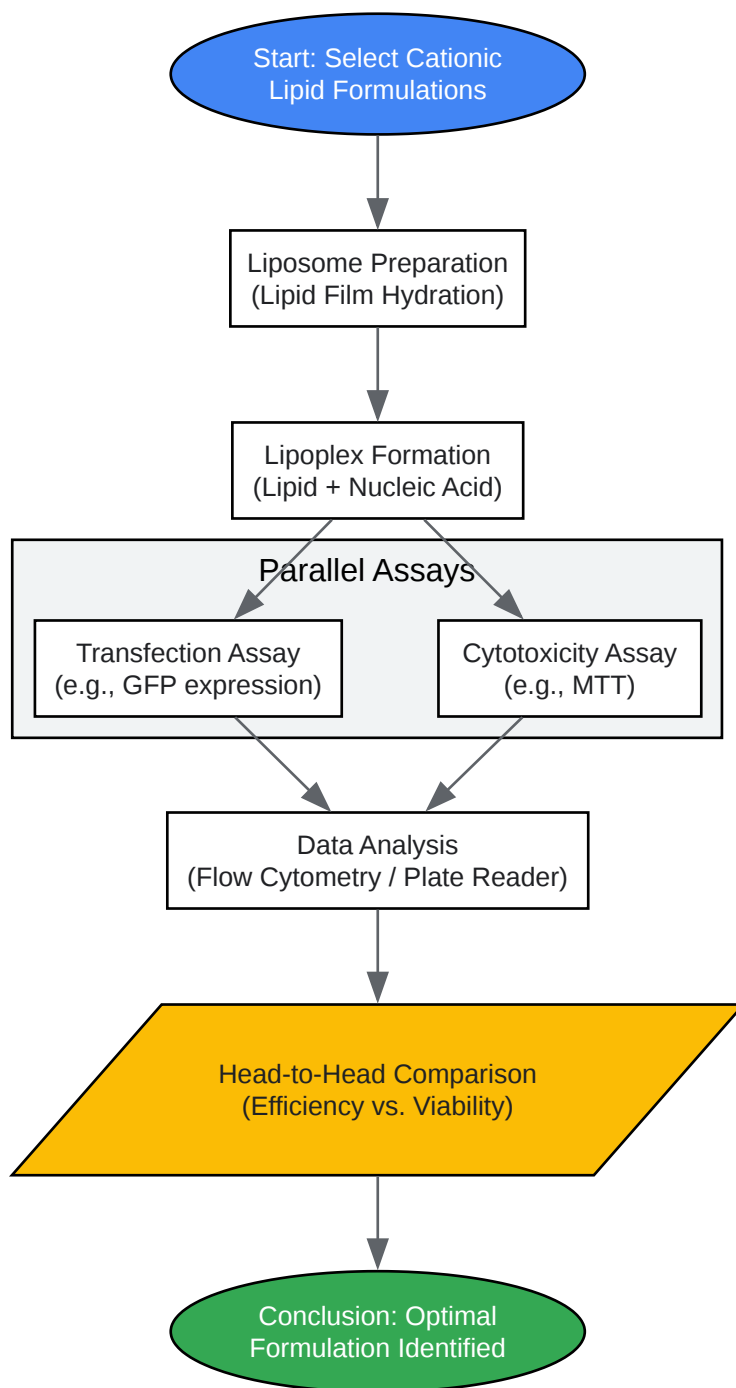 Start: Select Cationic
Lipid Formulations
Liposome Preparation
(Lipid Film Hydration)
Lipoplex Formation
(Lipid + Nucleic Acid)
Parallel Assays
Transfection Assay
(e.g., GFP expression)
Cytotoxicity Assay
(e.g., MTT)
Data Analysis
(Flow Cytometry / Plate Reader)
Head-to-Head Comparison
(Efficiency vs. Viability)
Conclusion: Optimal
Formulation Identified